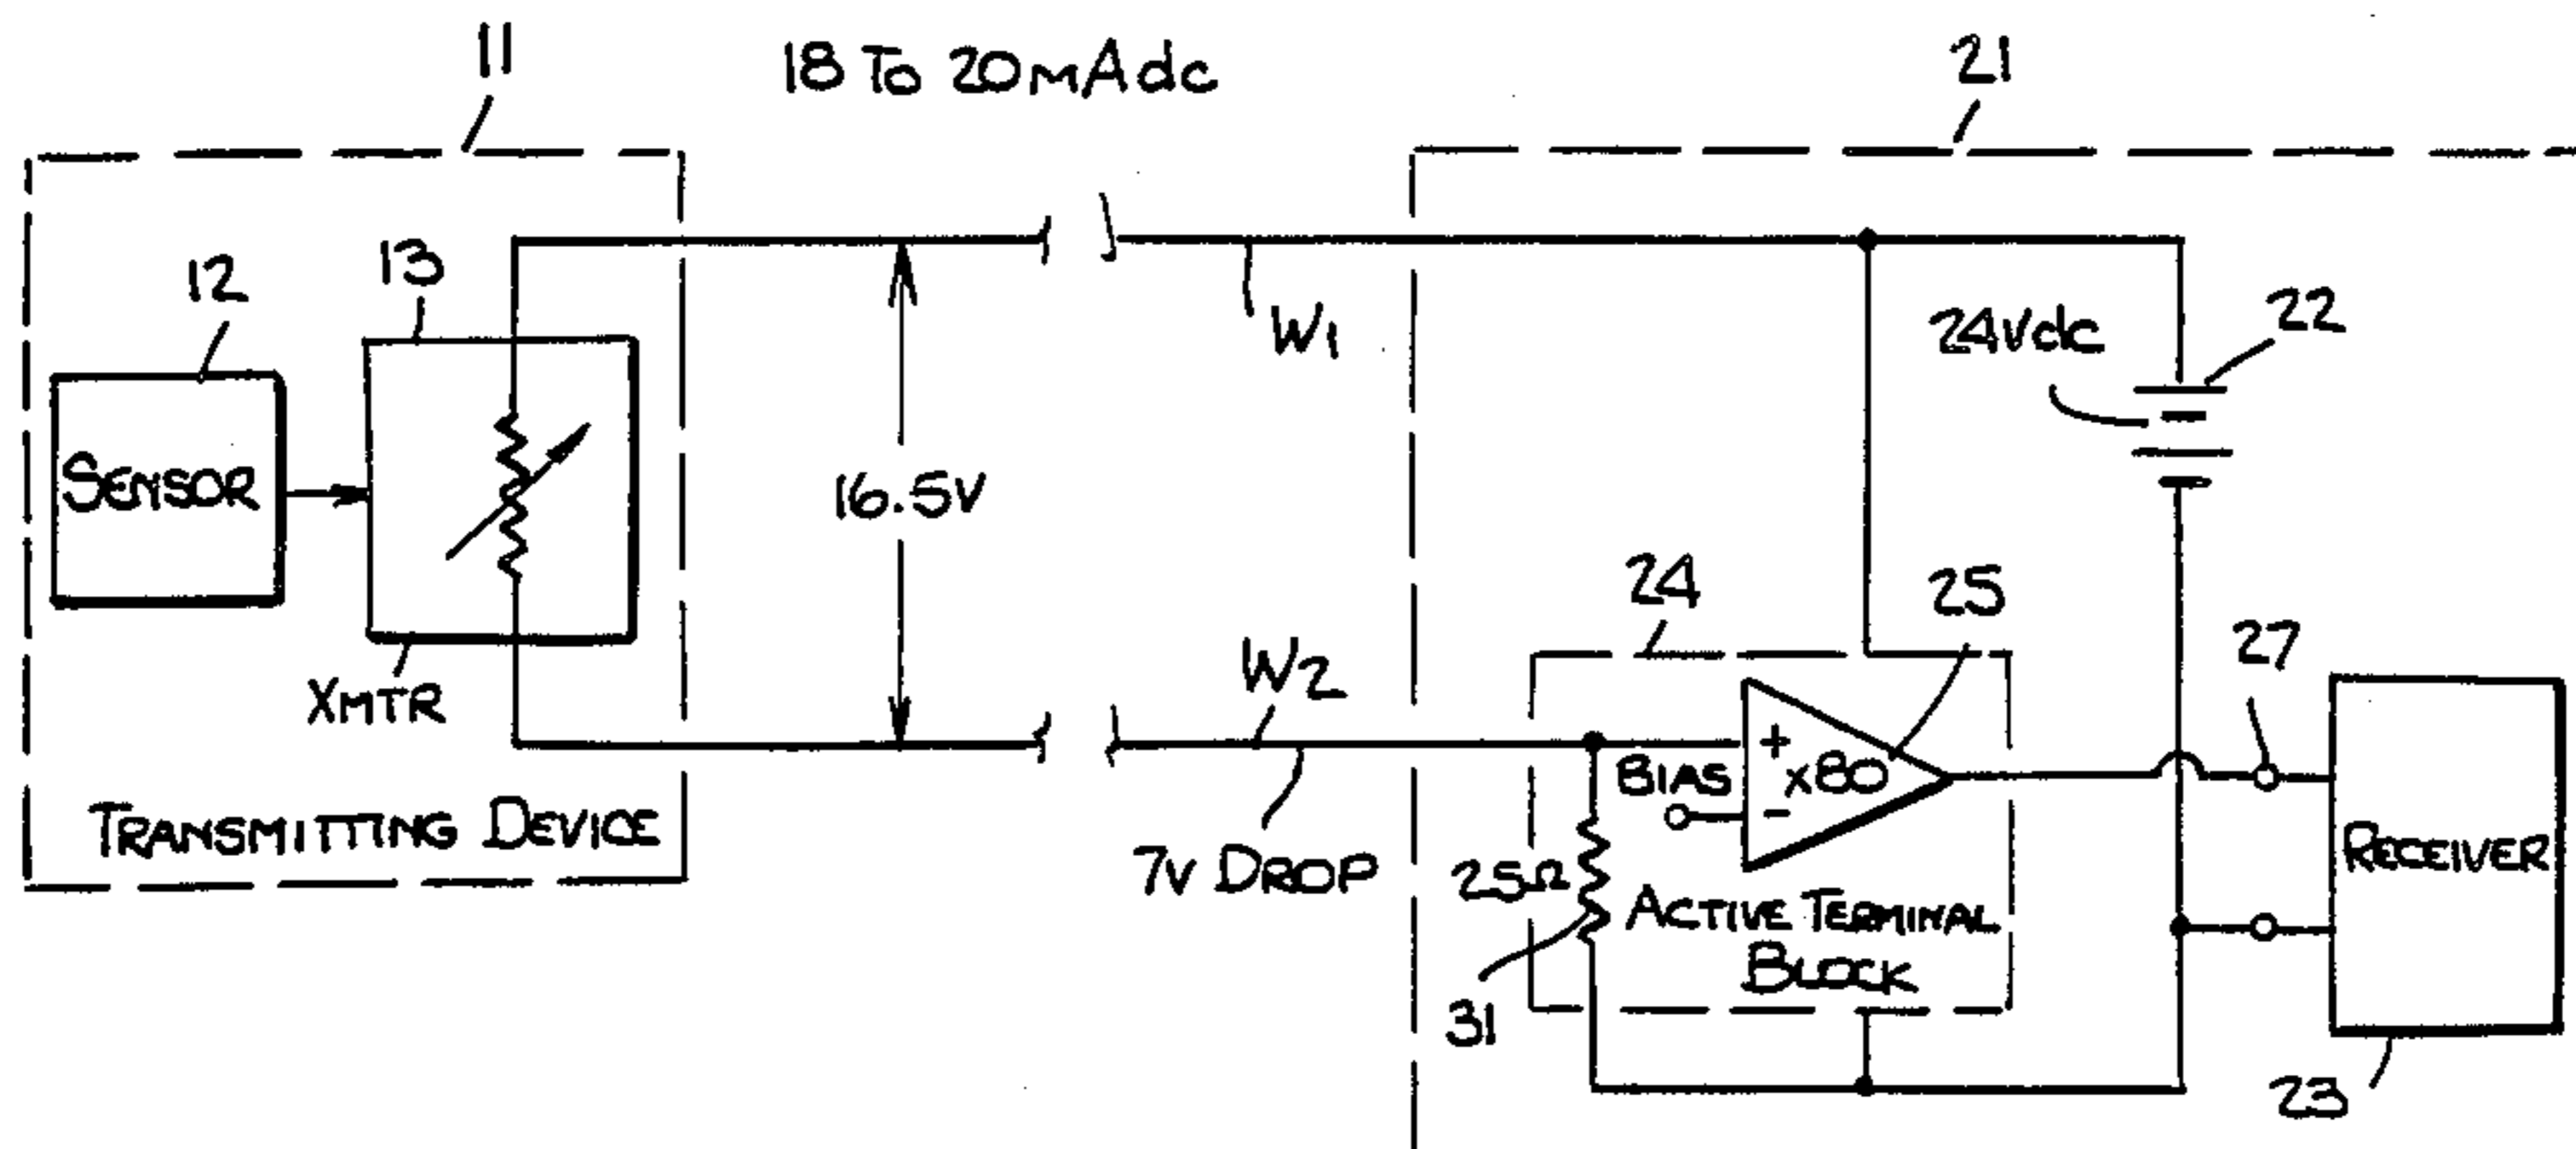 11
18 To 20mAdc
21
12
13
W1
24Vdc
22
Sensor
16.5V
24
25
27
Xmtr
W2
+
Bias
x80
-
Transmitting Device
7v Drop
25Ω
Active Terminal
Block
Receiver
31
23